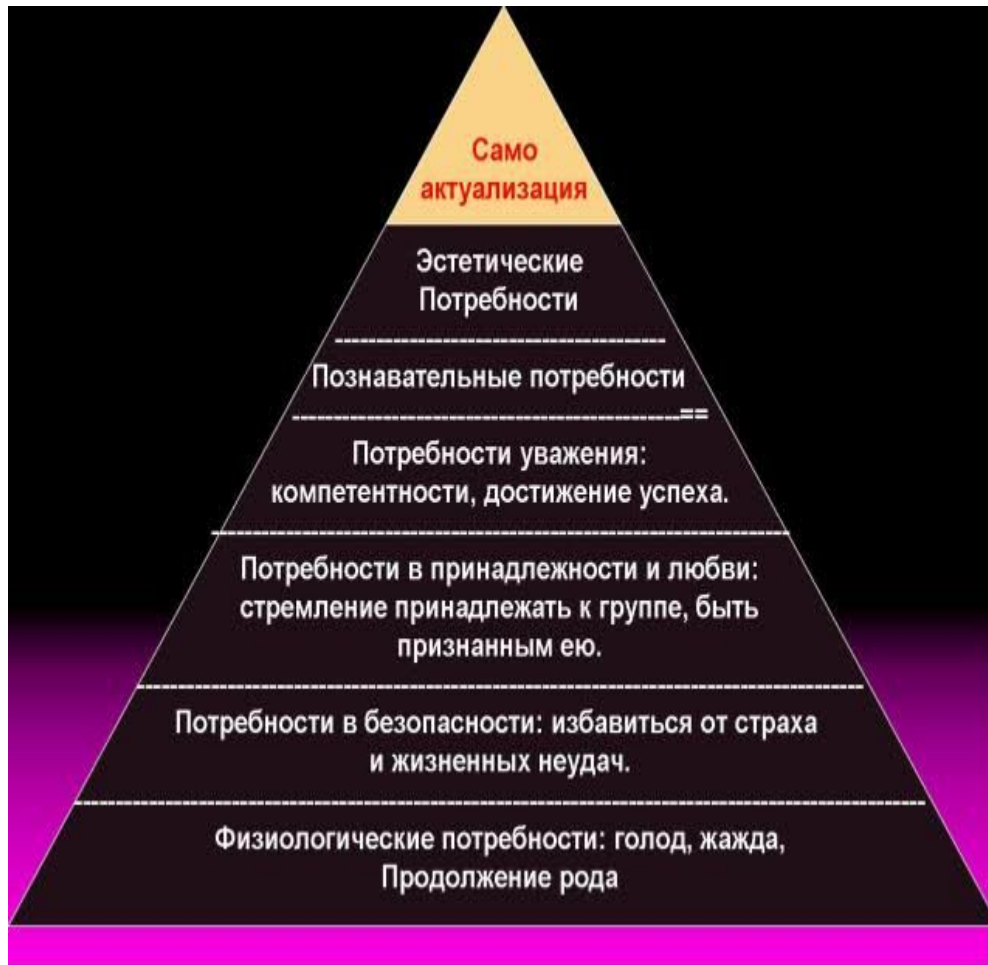 Само
актуализация
Эстетические
Потребности
Познавательные потребности
Потребности уважения:
компетентности, достижение успеха.
Потребности в принадлежности и любви:
стремление принадлежать к группе, быть
признанным ею.
Потребности в безопасности: избавиться от страха
и жизненных неудач.
Физиологические потребности: голод, жажда,
Продолжение рода